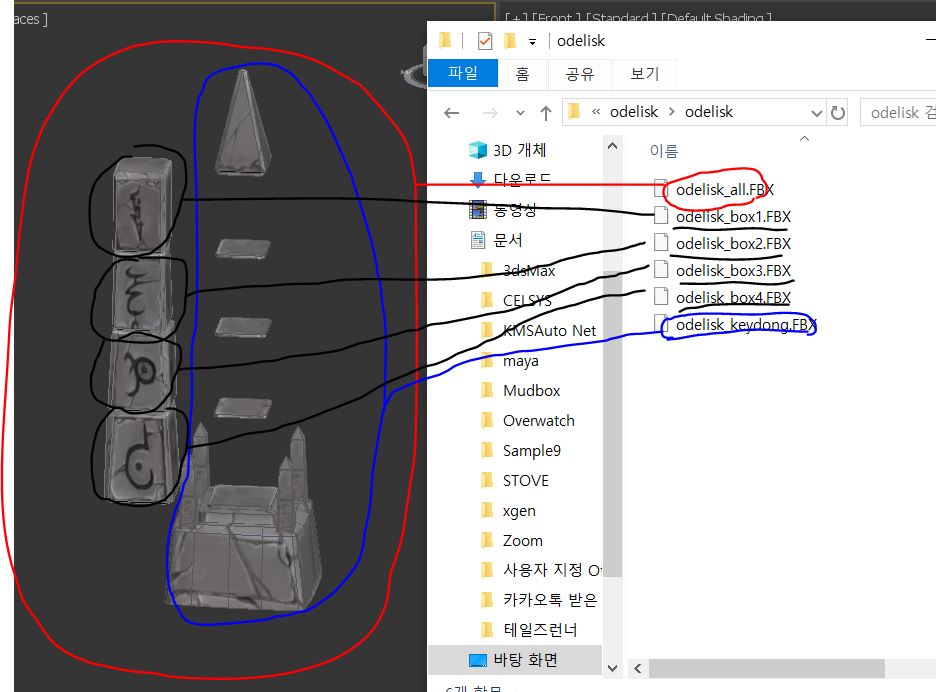 aces ]
[ + ] [Front ] [Standard ] [Default Shading ]
odelisk
파일 홈 공유 보기
« odelisk > odelisk
odelisk 검
3D 개체
다운로드
동영상
문서
3dsMax
CELSYS
KMSAuto Net
maya
Mudbox
Overwatch
Sample9
STOVE
xgen
Zoom
사용자 지정 O
카카오톡 받은
테일즈런너
바탕 화면
이름
odelisk_all.FBX
odelisk_box1.FBX
odelisk_box2.FBX
odelisk_box3.FBX
odelisk_box4.FBX
odelisk_keydong.FBX
6개 항목